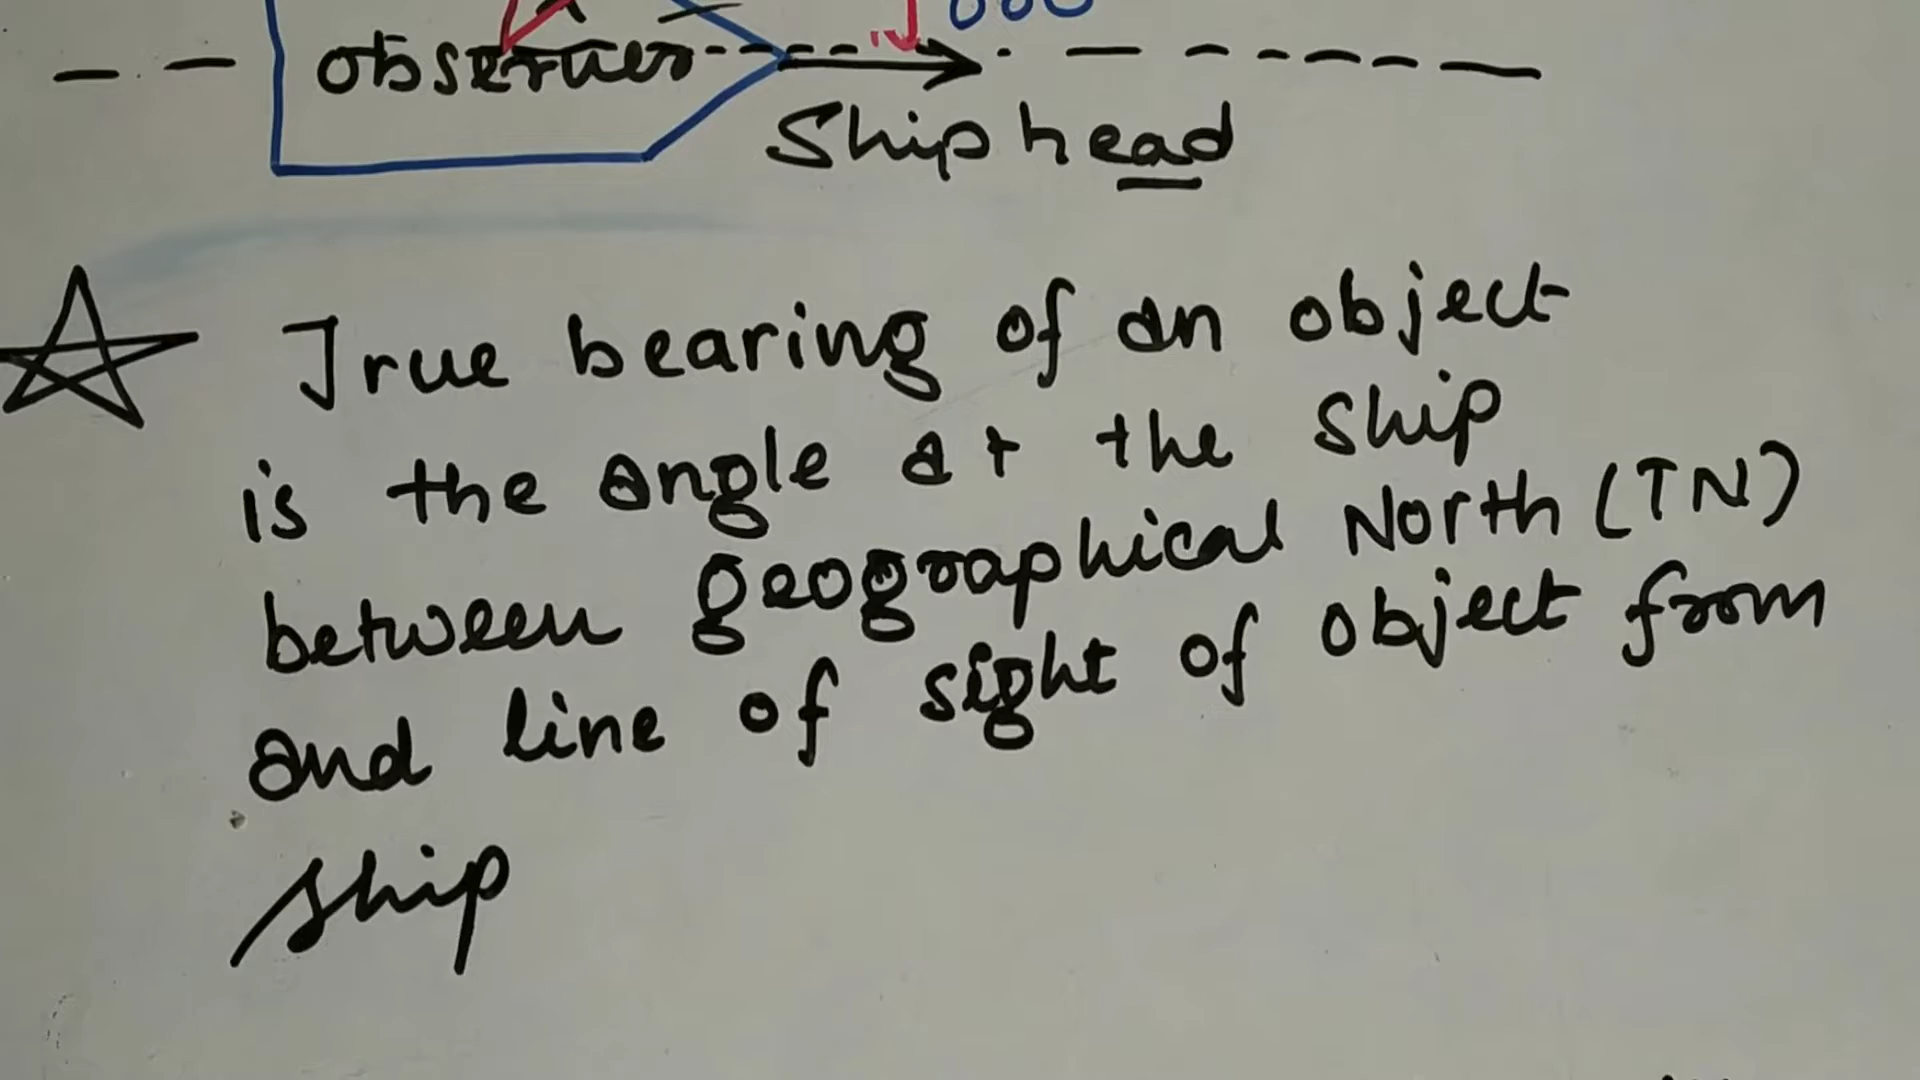 observer
Ship head
True bearing of an object
is the angle at the ship
between geographical North (TN)
and line of sight of object from
ship